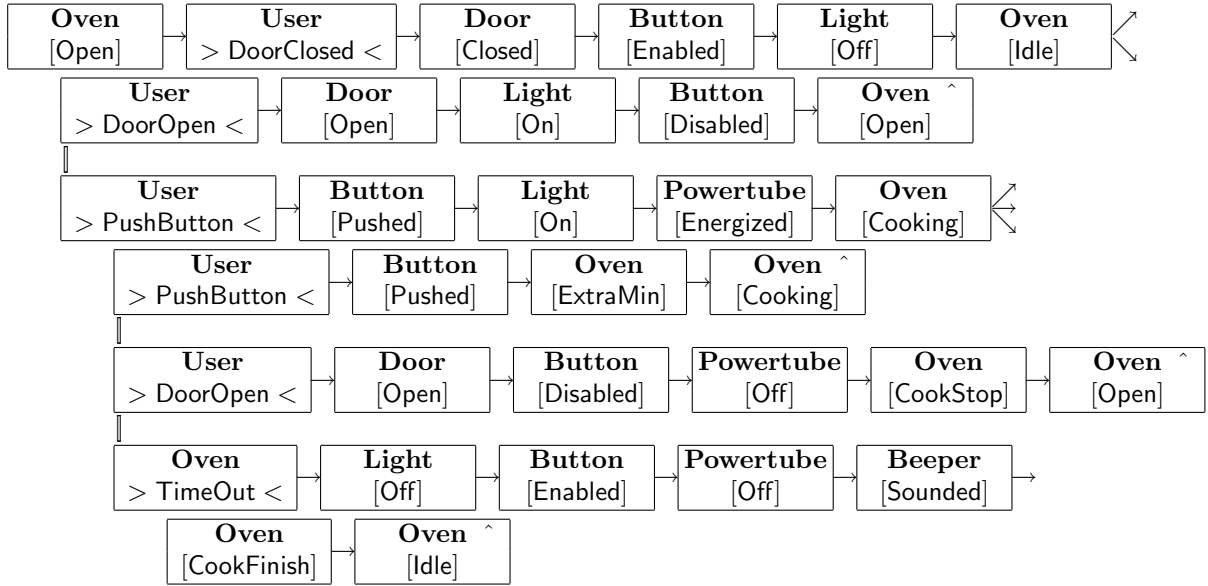 Oven User Door Button Light Oven
[Open] > DoorClosed < [Closed] [Enabled] [Off] [Idle]
User Door Light Button Oven ^
> DoorOpen < [Open] [On] [Disabled] [Open]
[]
User Button Light Powertube Oven
> PushButton < [Pushed] [On] [Energized] [Cooking]
User Button Oven Oven ^
> PushButton < [Pushed] [ExtraMin] [Cooking]
[]
User Door Button Powertube Oven Oven ^
> DoorOpen < [Open] [Disabled] [Off] [CookStop] [Open]
[]
Oven Light Button Powertube Beeper
> TimeOut < [Off] [Enabled] [Off] [Sounded]
Oven Oven ^
[CookFinish] [Idle]